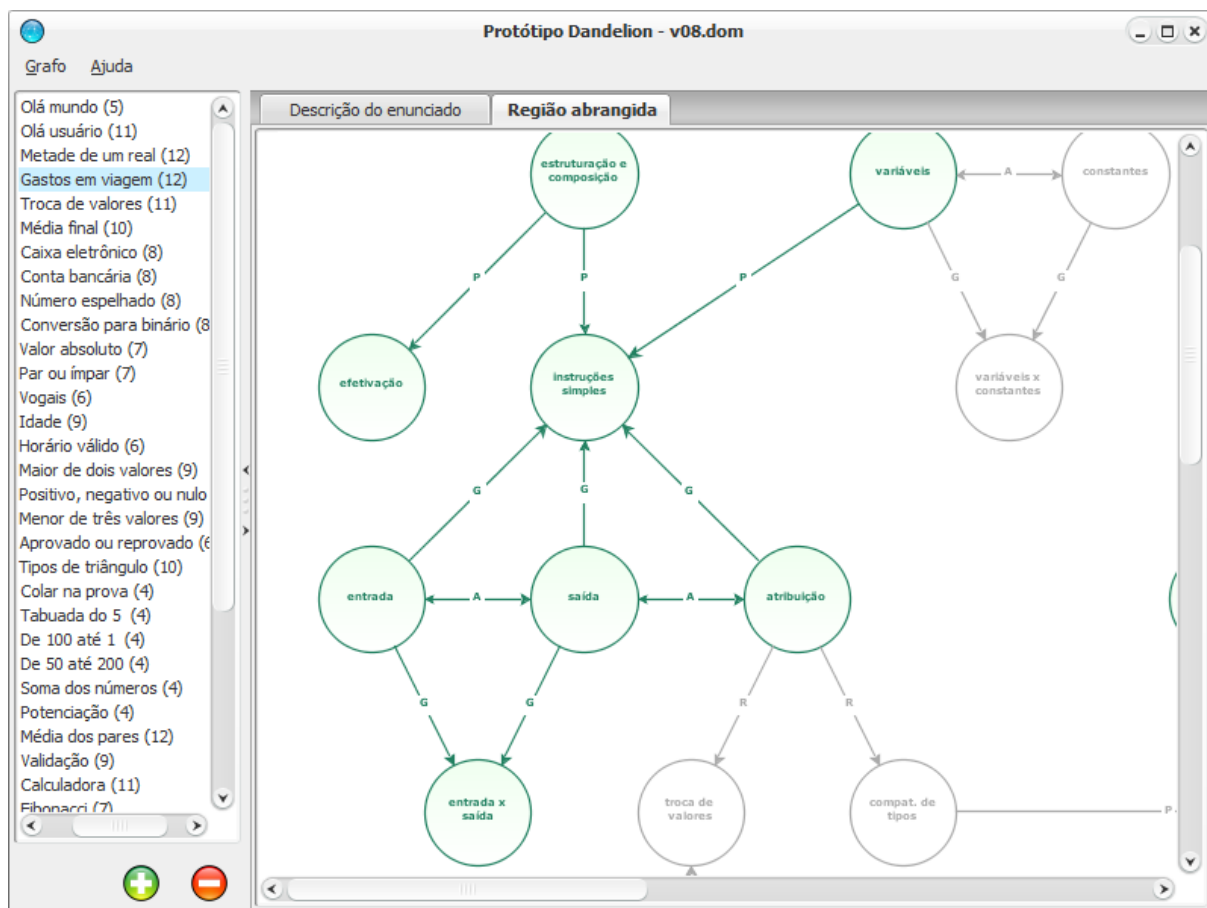 Protótipo Dandelion - v08.dom
Grafo Ajuda
Olá mundo (5)
Olá usuário (11)
Metade de um real (12)
Gastos em viagem (12)
Troca de valores (11)
Média final (10)
Caixa eletrônico (8)
Conta bancária (8)
Número espelhado (8)
Conversão para binário (8
Valor absoluto (7)
Par ou ímpar (7)
Vogais (6)
Idade (9)
Horário válido (6)
Maior de dois valores (9)
Positivo, negativo ou nulo
Menor de três valores (9)
Aprovado ou reprovado (6
Tipos de triângulo (10)
Colar na prova (4)
Tabuada do 5 (4)
De 100 até 1 (4)
De 50 até 200 (4)
Soma dos números (4)
Potenciação (4)
Média dos pares (12)
Validação (9)
Calculadora (11)
Fibonacci (7)
Descrição do enunciado
Região abrangida
estruturação e
composição
variáveis
A
constantes
P
P
P
G
G
efetivação
instruções
simples
variáveis x
constantes
G
G
G
entrada
A
saída
A
atribuição
G
G
R
R
entrada x
saída
troca de
valores
compat. de
tipos
P